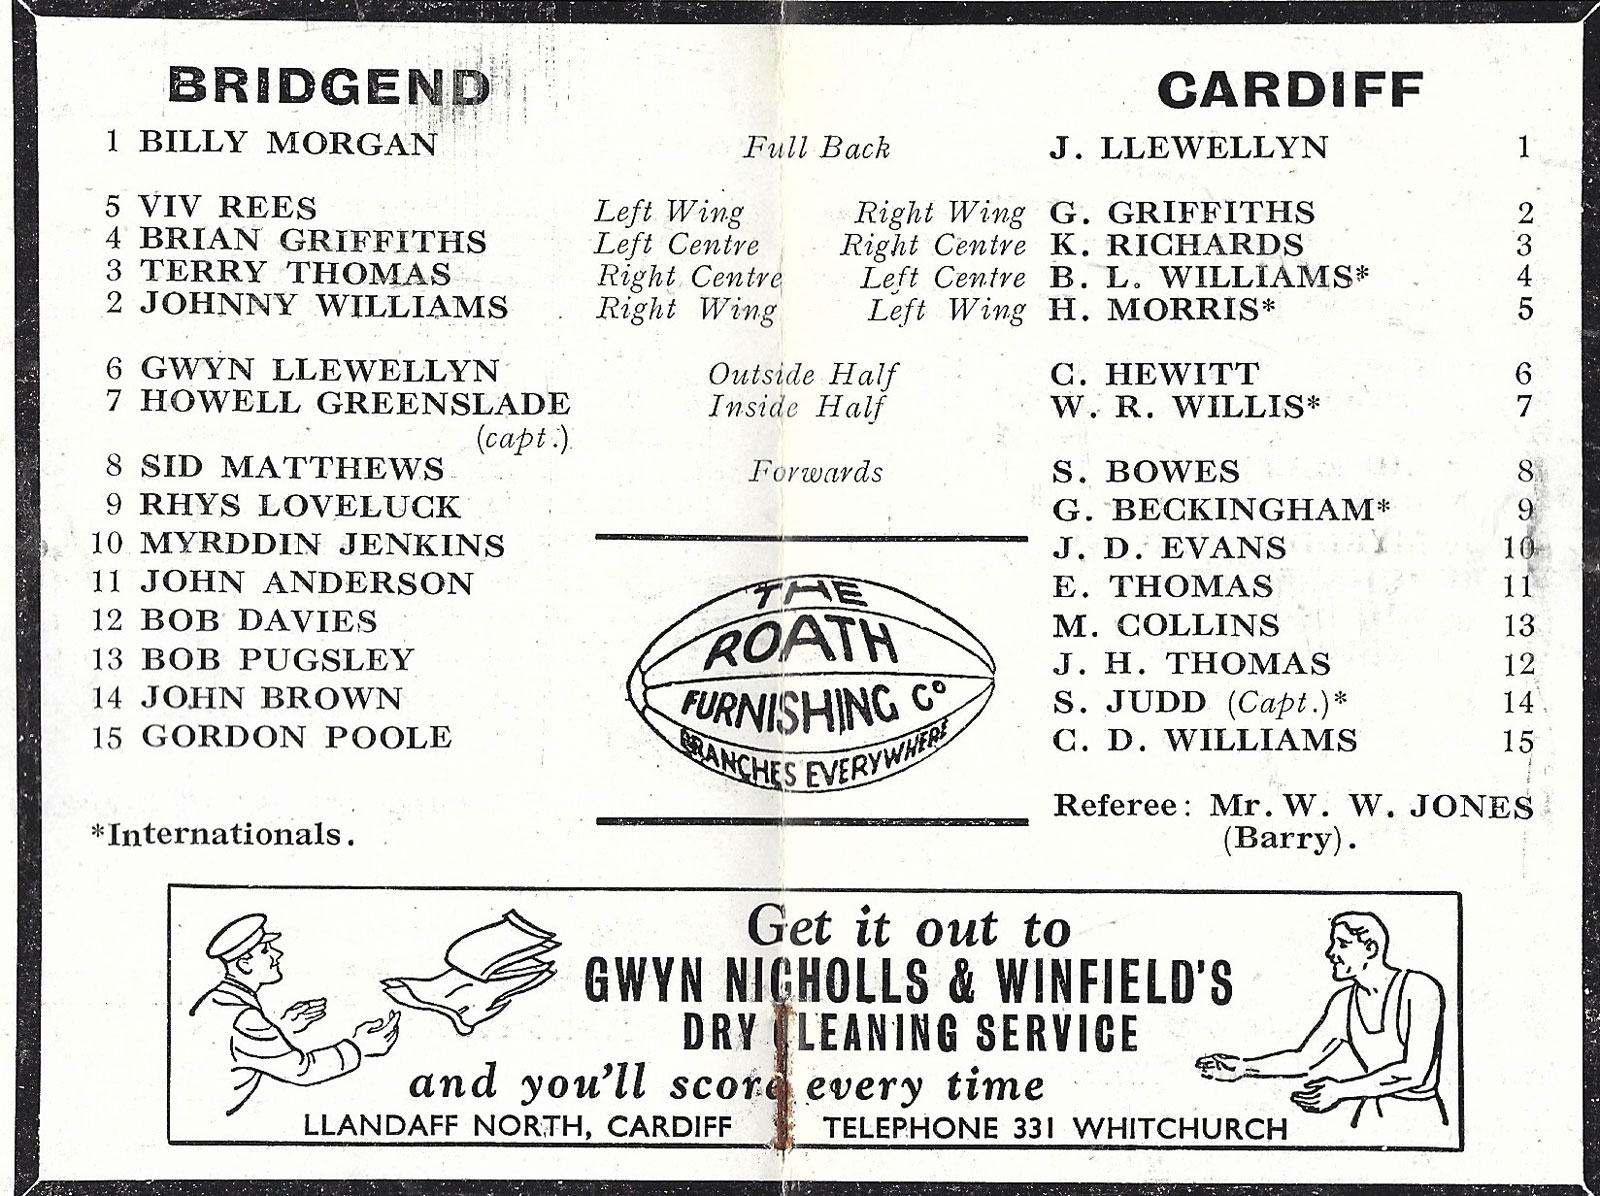 BRIDGEND CARDIFF
1 BILLY MORGAN Full Back J. LLEWELLYN 1
5 VIV REES Left Wing Right Wing G. GRIFFITHS 2
4 BRIAN GRIFFITHS Left Centre Right Centre K. RICHARDS 3
3 TERRY THOMAS Right Centre Left Centre B. L. WILLIAMS* 4
2 JOHNNY WILLIAMS Right Wing Left Wing H. MORRIS* 5
6 GWYN LLEWELLYN Outside Half C. HEWITT 6
7 HOWELL GREENSLADE Inside Half W. R. WILLIS* 7
(capt.)
8 SID MATTHEWS Forwards S. BOWES 8
9 RHYS LOVELUCK G. BECKINGHAM* 9
10 MYRDDIN JENKINS J. D. EVANS 10
11 JOHN ANDERSON E. THOMAS 11
12 BOB DAVIES M. COLLINS 13
13 BOB PUGSLEY J. H. THOMAS 12
14 JOHN BROWN S. JUDD (Capt.)* 14
15 GORDON POOLE C. D. WILLIAMS 15
THE
ROATH
FURNISHING Cº
BRANCHES EVERYWHERE
Referee: Mr. W. W. JONES
(Barry).
*Internationals.
Get it out to
GWYN NICHOLLS & WINFIELD'S
DRY CLEANING SERVICE
and you'll score every time
LLANDAFF NORTH, CARDIFF TELEPHONE 331 WHITCHURCH